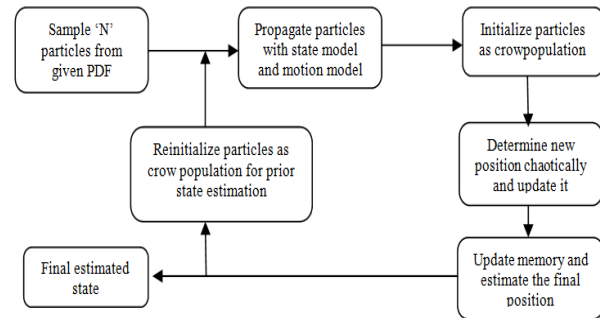 Sample ‘N’
particles from
given PDF
Propagate particles
with state model
and motion model
Initialize particles
as crowpopulation
Determine new
position chaotically
and update it
Reinitialize particles as
crow population for prior
state estimation
Update memory and
estimate the final
position
Final estimated
state